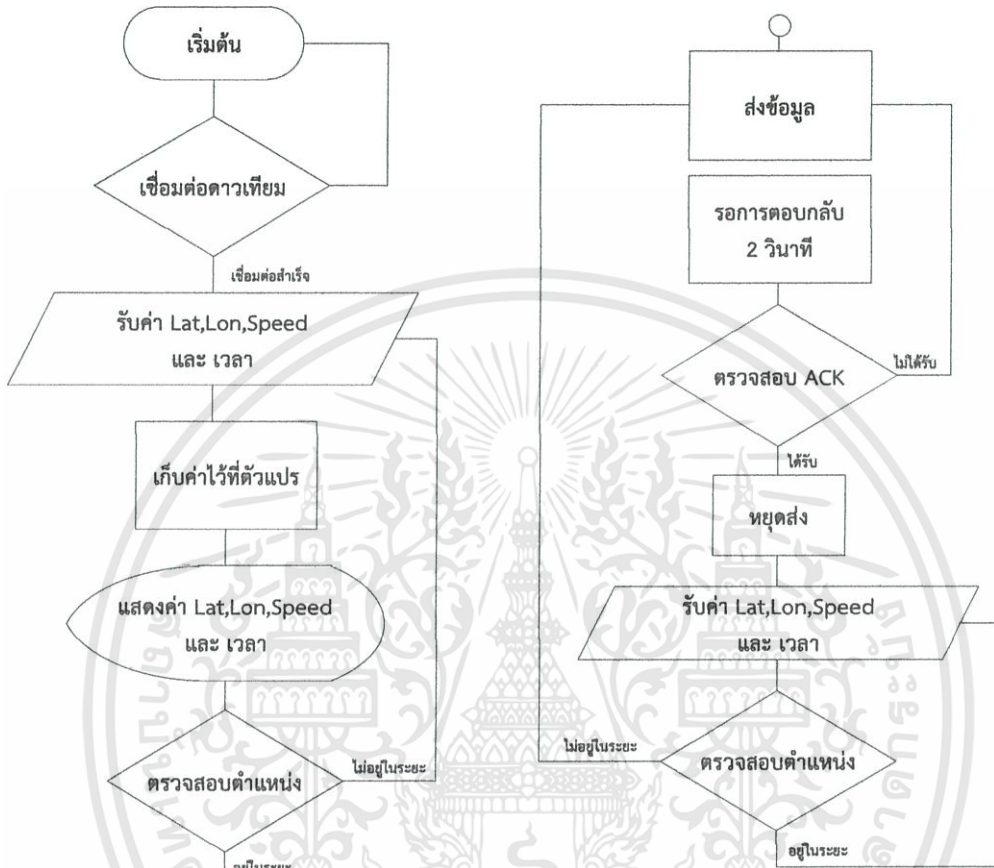 เริ่มต้น
เชื่อมต่อดาวเทียม
เชื่อมต่อสำเร็จ
รับค่า Lat,Lon,Speed
และ เวลา
เก็บค่าไว้ที่ตัวแปร
แสดงค่า Lat,Lon,Speed
และ เวลา
ตรวจสอบตำแหน่ง
ไม่อยู่ในระยะ
อยู่ในระยะ
ส่งข้อมูล
รอการตอบกลับ
2 วินาที
ตรวจสอบ ACK
ไม่ได้รับ
ได้รับ
หยุดส่ง
รับค่า Lat,Lon,Speed
และ เวลา
ตรวจสอบตำแหน่ง
ไม่อยู่ในระยะ
อยู่ในระยะ